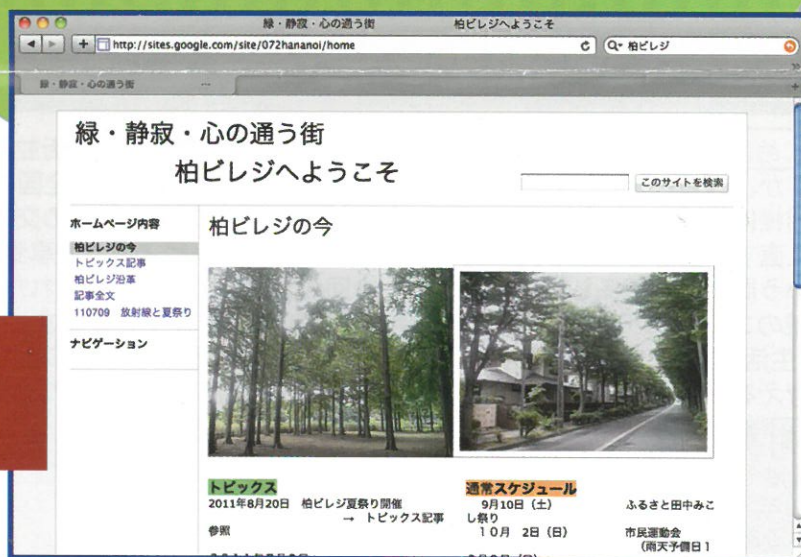 緑・静寂・心の通う街　　柏ビレジへようこそ
http://sites.google.com/site/072hananoi/home
柏ビレジ
緑・静寂・心の通う街 ...
緑・静寂・心の通う街
柏ビレジへようこそ
このサイトを検索
ホームページ内容
柏ビレジの今
トピックス記事
柏ビレジ沿革
記事全文
110709　放射線と夏祭り
ナビゲーション
柏ビレジの今
トピックス
2011年8月20日　柏ビレジ夏祭り開催
→　トピックス記事
参照
通常スケジュール
9月10日（土）　ふるさと田中みこ
し祭り
10月　2日（日）　市民運動会
（雨天予備日1